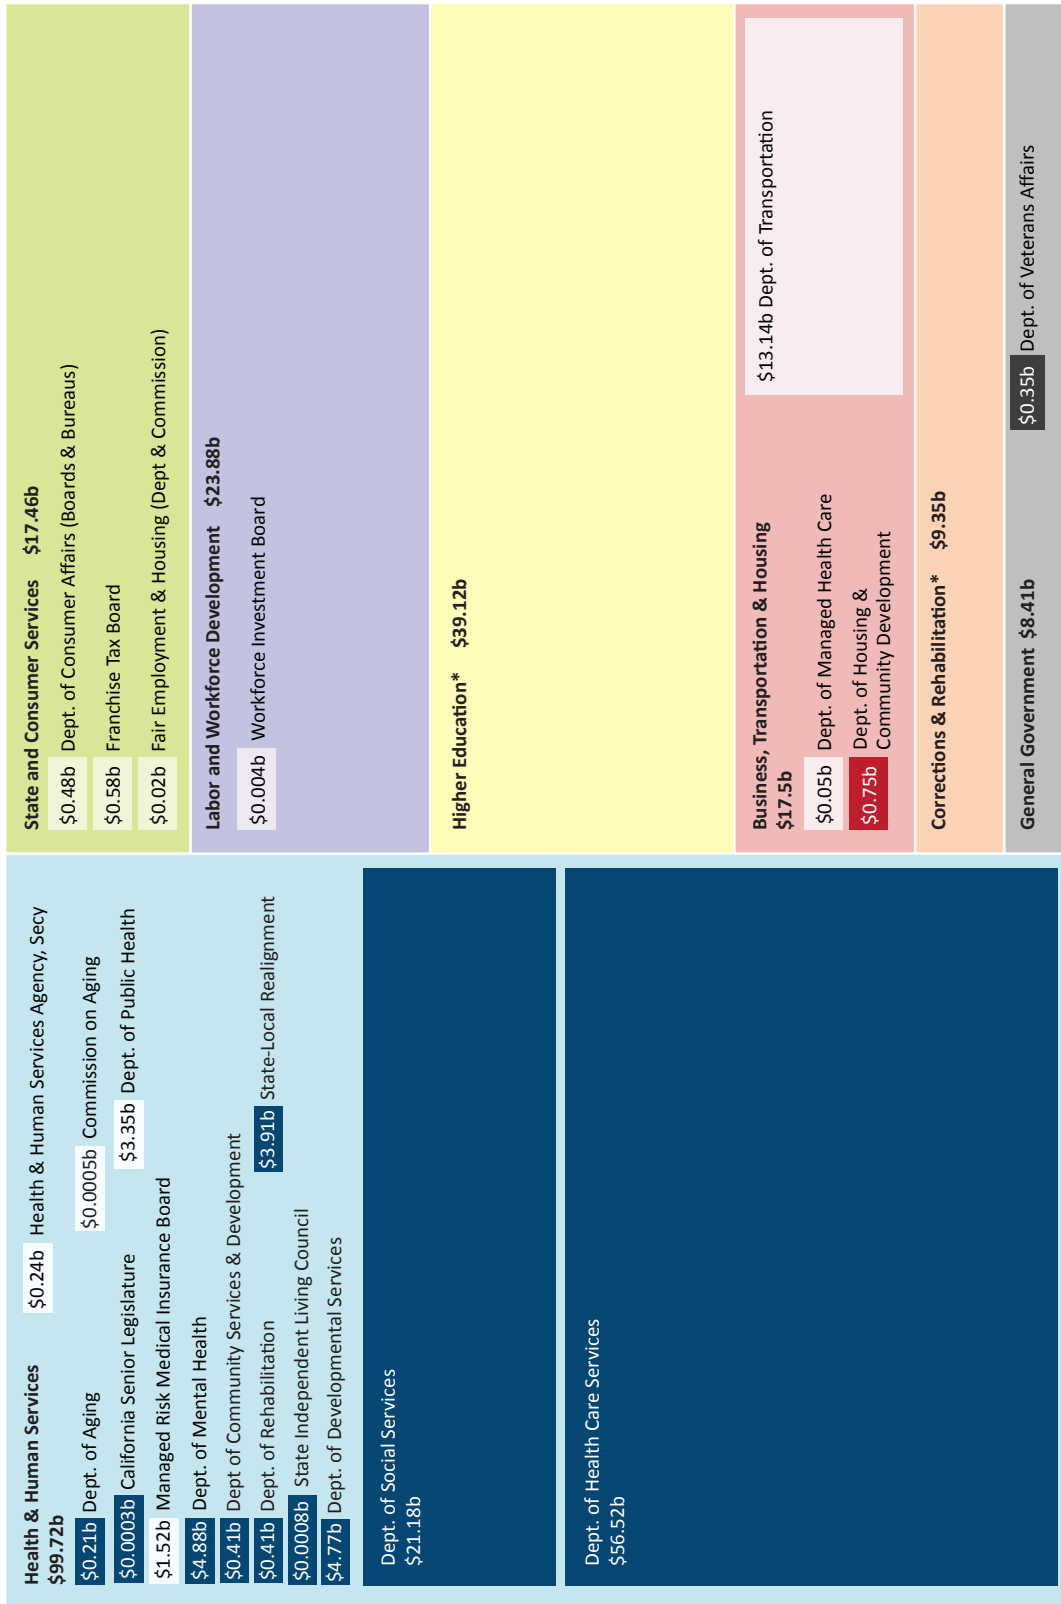 Health & Human Services
$99.72b
$0.24b Health & Human Services Agency, Secy
$0.21b Dept. of Aging
$0.0005b Commission on Aging
$0.0003b California Senior Legislature
$3.35b Dept. of Public Health
$1.52b Managed Risk Medical Insurance Board
$4.88b Dept. of Mental Health
$0.41b Dept of Community Services & Development
$0.41b Dept. of Rehabilitation
$3.91b State-Local Realignment
$0.0008b State Independent Living Council
$4.77b Dept. of Developmental Services
Dept. of Social Services
$21.18b
Dept. of Health Care Services
$56.52b
State and Consumer Services $17.46b
$0.48b Dept. of Consumer Affairs (Boards & Bureaus)
$0.58b Franchise Tax Board
$0.02b Fair Employment & Housing (Dept & Commission)
Labor and Workforce Development $23.88b
$0.004b Workforce Investment Board
Higher Education* $39.12b
Business, Transportation & Housing
$17.5b
$13.14b Dept. of Transportation
$0.05b Dept. of Managed Health Care
$0.75b Dept. of Housing &
Community Development
Corrections & Rehabilitation* $9.35b
General Government $8.41b
$0.35b Dept. of Veterans Affairs